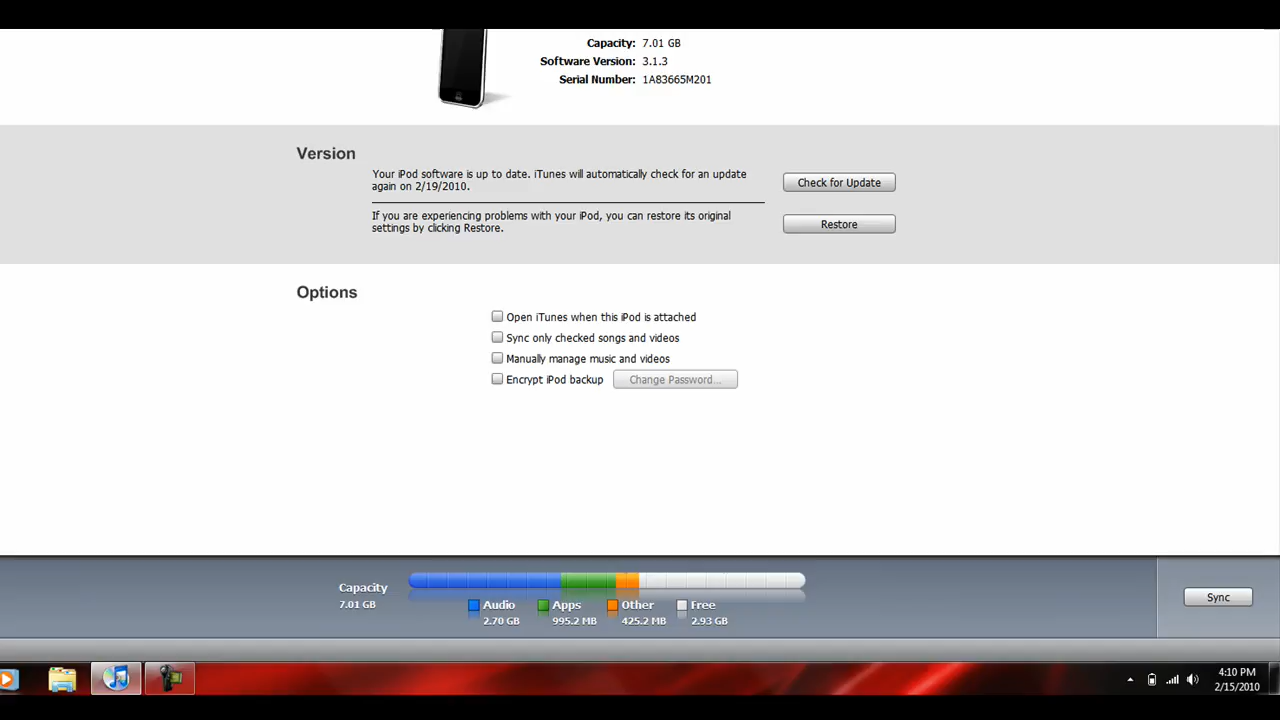 Capacity: 7.01 GB
Software Version: 3.1.3
Serial Number: 1A83665M201
Version
Your iPod software is up to date. iTunes will automatically check for an update
again on 2/19/2010.
Check for Update
If you are experiencing problems with your iPod, you can restore its original
settings by clicking Restore.
Restore
Options
Open iTunes when this iPod is attached
Sync only checked songs and videos
Manually manage music and videos
Encrypt iPod backup Change Password...
Capacity
7.01 GB
Audio
2.70 GB
Apps
995.2 MB
Other
425.2 MB
Free
2.93 GB
Sync
4:10 PM
2/15/2010